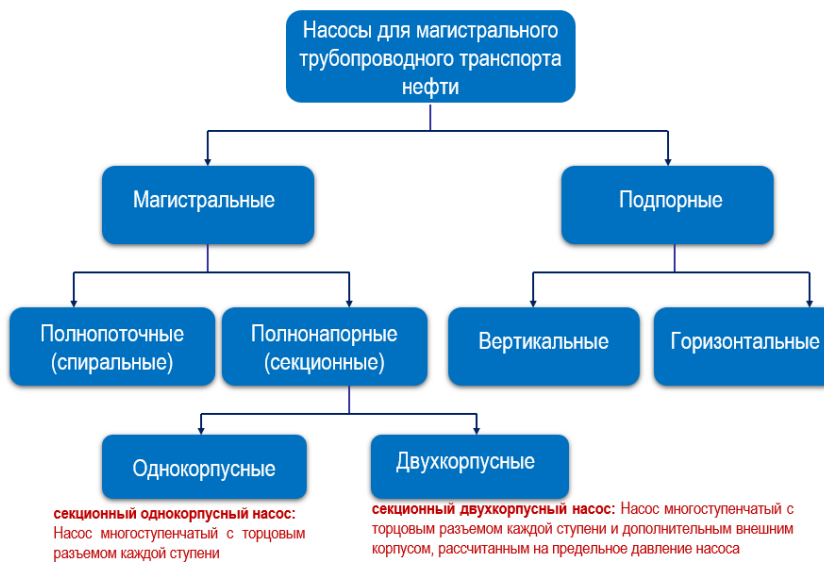 Насосы для магистрального
трубопроводного транспорта
нефти
Магистральные
Подпорные
Полнопоточные
(спиральные)
Полнонапорные
(секционные)
Вертикальные
Горизонтальные
Однокорпусные
Двухкорпусные
секционный однокорпусный насос:
Насос многоступенчатый с торцовым
разъемом каждой ступени
секционный двухкорпусный насос: Насос многоступенчатый с
торцовым разъемом каждой ступени и дополнительным внешним
корпусом, рассчитанным на предельное давление насоса